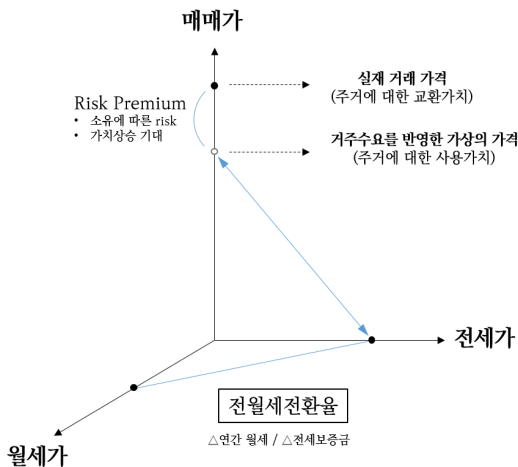 매매가
실재 거래 가격
(주거에 대한 교환가치)
Risk Premium
• 소유에 따른 risk
• 가치상승 기대
거주수요를 반영한 가상의 가격
(주거에 대한 사용가치)
전세가
전월세전환율
△연간 월세 / △전세보증금
월세가